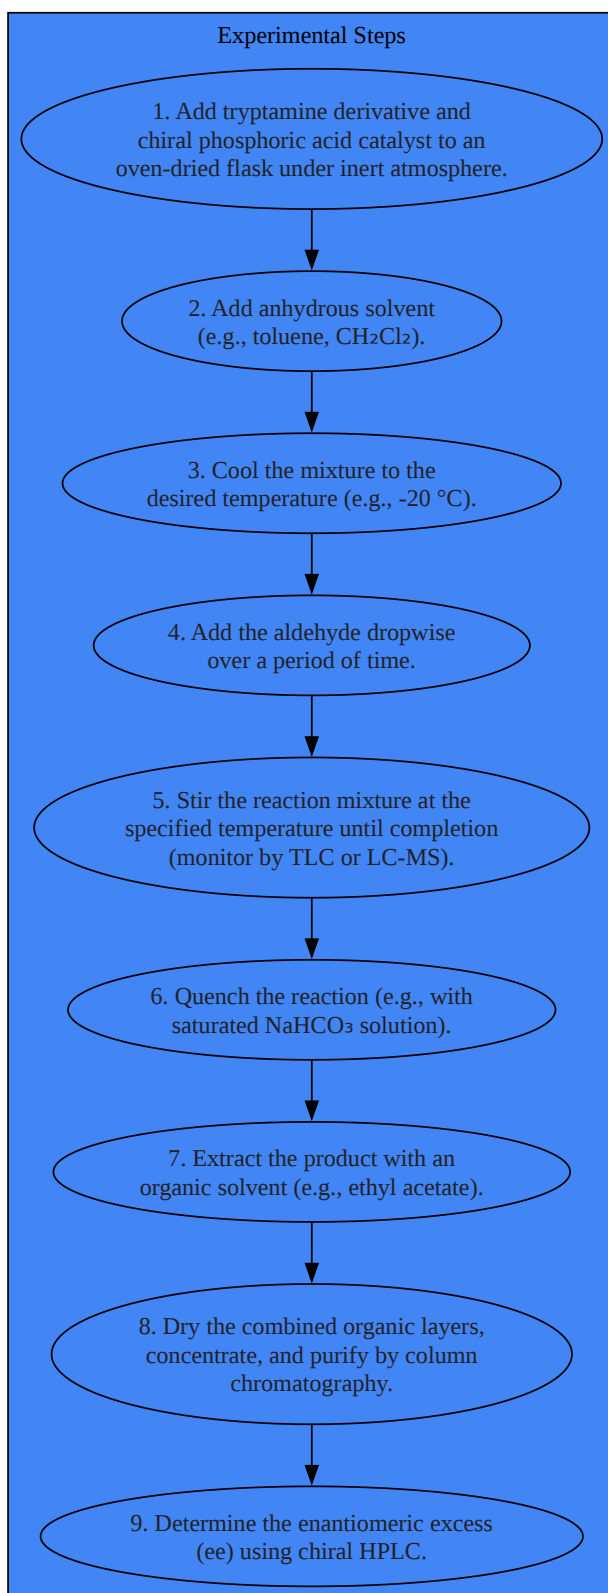 Experimental Steps
1. Add tryptamine derivative and
chiral phosphoric acid catalyst to an
oven-dried flask under inert atmosphere.
2. Add anhydrous solvent
(e.g., toluene, CH₂Cl₂).
3. Cool the mixture to the
desired temperature (e.g., -20 °C).
4. Add the aldehyde dropwise
over a period of time.
5. Stir the reaction mixture at the
specified temperature until completion
(monitor by TLC or LC-MS).
6. Quench the reaction (e.g., with
saturated NaHCO₃ solution).
7. Extract the product with an
organic solvent (e.g., ethyl acetate).
8. Dry the combined organic layers,
concentrate, and purify by column
chromatography.
9. Determine the enantiomeric excess
(ee) using chiral HPLC.